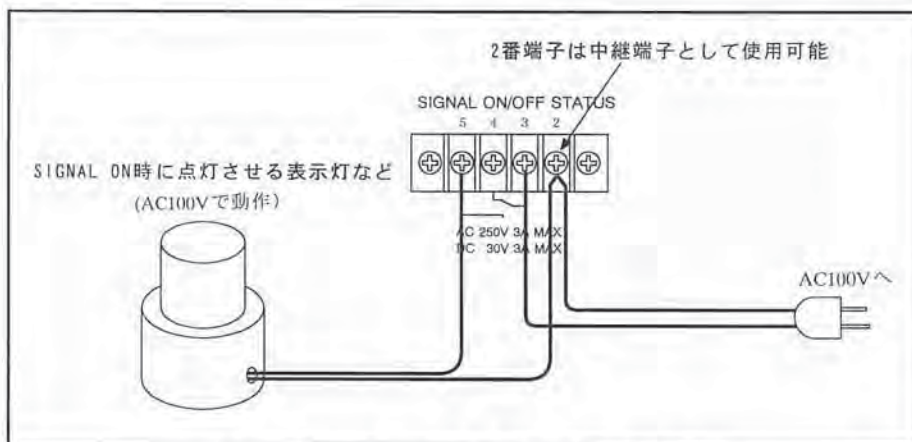 2番端子は中継端子として使用可能
SIGNAL ON/OFF STATUS
5 4 3 2
SIGNAL ON時に点灯させる表示灯など
(AC100Vで動作)
AC 250V 3A MAX
DC 30V 3A MAX
AC100Vへ